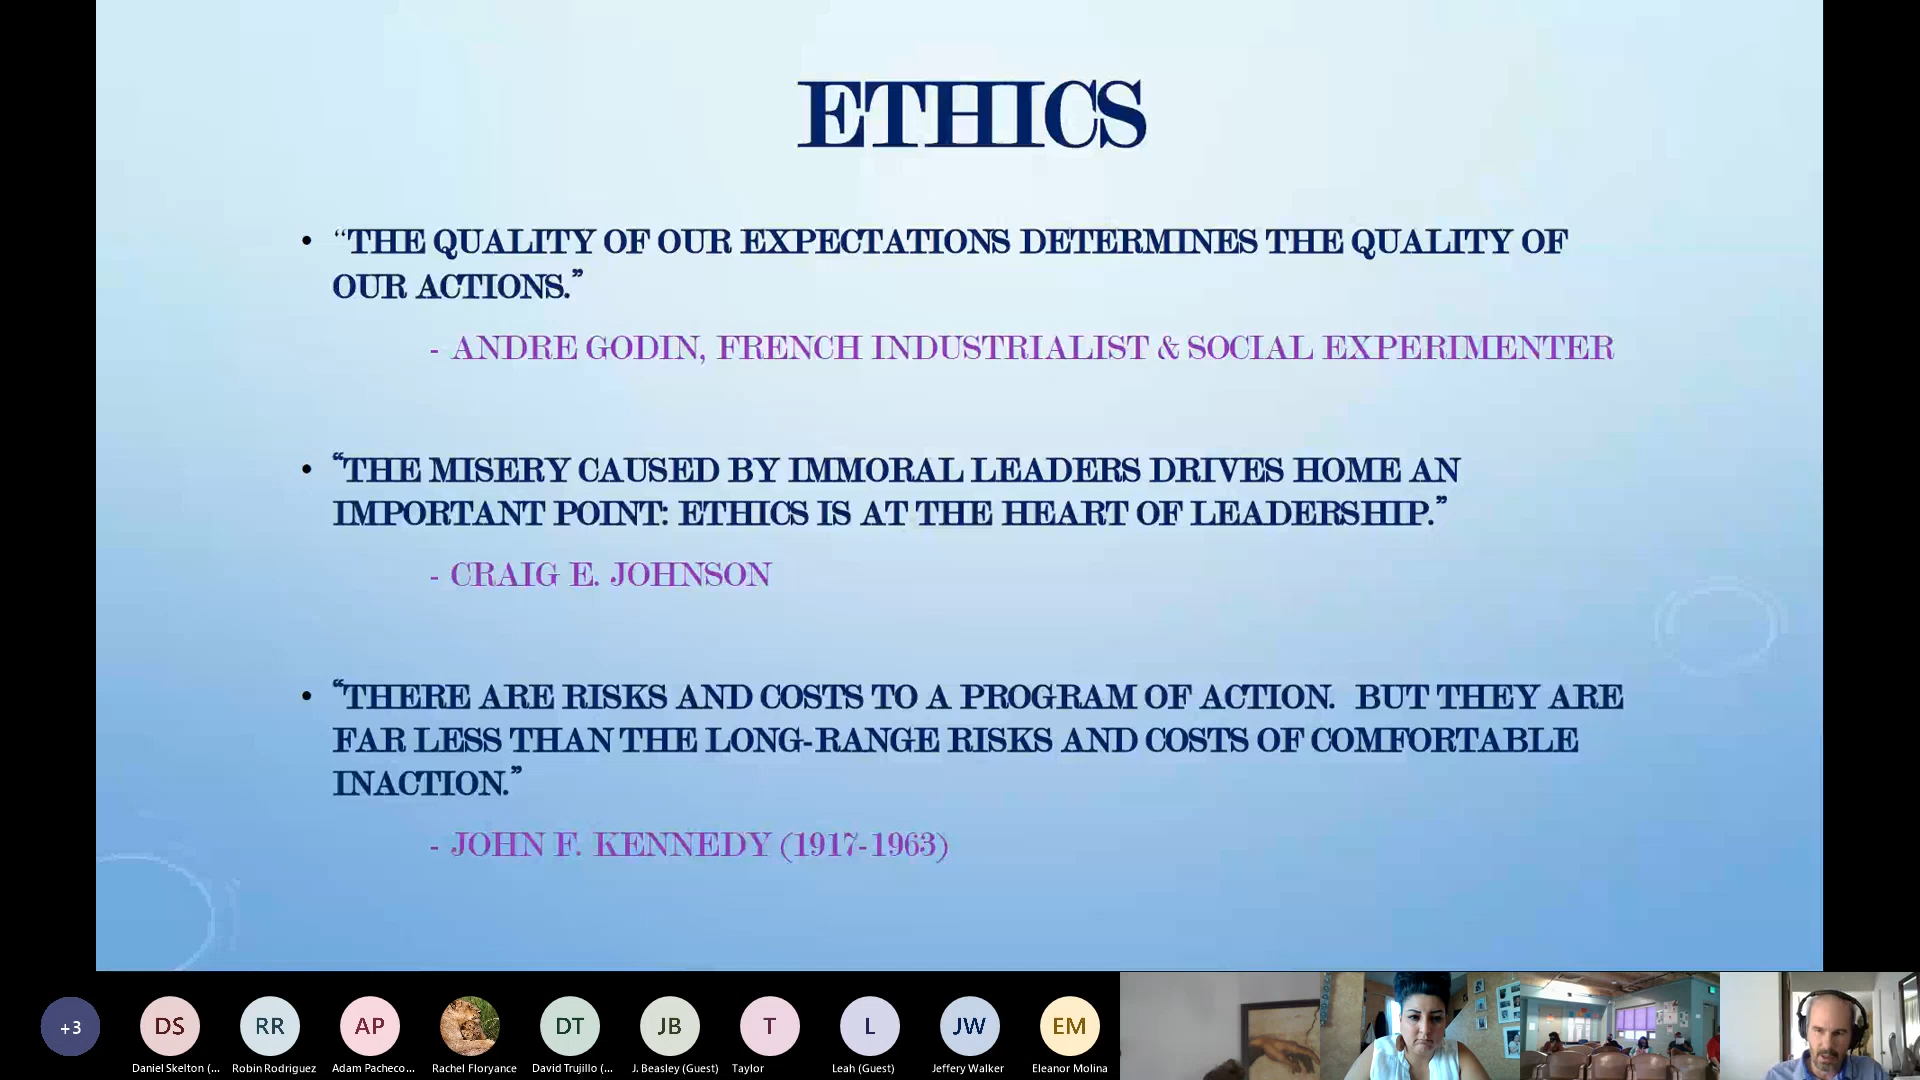 ETHICS
• “THE QUALITY OF OUR EXPECTATIONS DETERMINES THE QUALITY OF
OUR ACTIONS.”
- ANDRE GODIN, FRENCH INDUSTRIALIST & SOCIAL EXPERIMENTER
• “THE MISERY CAUSED BY IMMORAL LEADERS DRIVES HOME AN
IMPORTANT POINT: ETHICS IS AT THE HEART OF LEADERSHIP.”
- CRAIG E. JOHNSON
• “THERE ARE RISKS AND COSTS TO A PROGRAM OF ACTION.  BUT THEY ARE
FAR LESS THAN THE LONG-RANGE RISKS AND COSTS OF COMFORTABLE
INACTION.”
- JOHN F. KENNEDY (1917-1963)
+3 DS RR AP DT JB T L JW EM
Daniel Skelton (... Robin Rodriguez Adam Pacheco... Rachel Floryance David Trujillo (... J. Beasley (Guest) Taylor Leah (Guest) Jeffery Walker Eleanor Molina